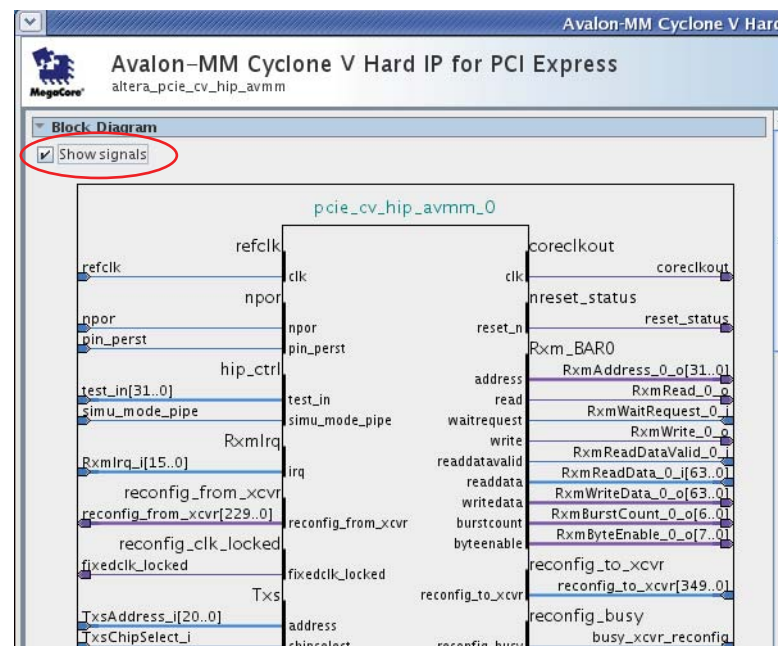 Avalon-MM Cyclone V Hard
MegaCore'
Avalon-MM Cyclone V Hard IP for PCI Express
altera_pcie_cv_hip_avmm
Block Diagram
Show signals
pcie_cv_hip_avmm_0
refclk
refclk
clk
npor
npor
npor
pin_perst
pin_perst
hip_ctrl
test_in[31..0]
test_in
simu_mode_pipe
simu_mode_pipe
RxmIrq
RxmIrq_i[15..0]
irq
reconfig_from_xcvr
reconfig_from_xcvr[229..0]
reconfig_from_xcvr
reconfig_clk_locked
fixedclk_locked
fixedclk_locked
Txs
TxsAddress_i[20..0]
address
TxsChipSelect_i
chipselect
coreclkout
coreclkout
clk
nreset_status
reset_status
reset_n
Rxm_BAR0
RxmAddress_0_o[31..0]
address
RxmRead_0_o
read
RxmWaitRequest_0_i
waitrequest
RxmWrite_0_o
write
RxmReadDataValid_0_i
readdatavalid
RxmReadData_0_i[63..0]
readdata
RxmWriteData_0_o[63..0]
writedata
RxmBurstCount_0_o[6..0]
burstcount
RxmByteEnable_0_o[7..0]
byteenable
reconfig_to_xcvr
reconfig_to_xcvr[349..0]
reconfig_to_xcvr
reconfig_busy
busy_xcvr_reconfig
reconfig_busy